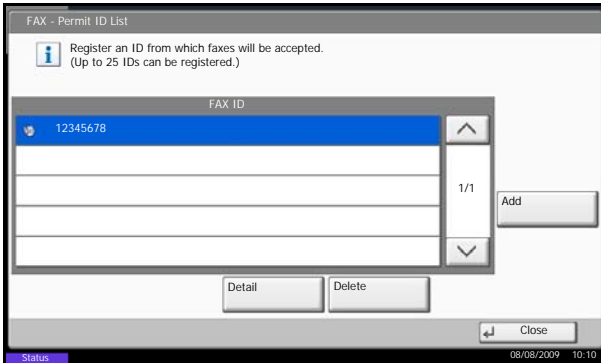 FAX - Permit ID List
Register an ID from which faxes will be accepted.
(Up to 25 IDs can be registered.)
FAX ID
12345678
1/1
Add
Detail
Delete
Close
Status
08/08/2009 10:10